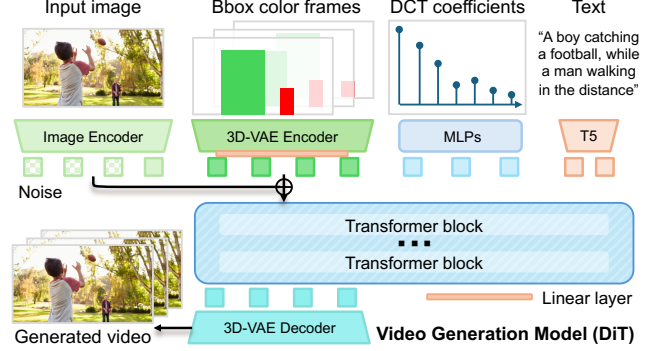 Input image
Bbox color frames
DCT coefficients
Text
“A boy catching
a football, while
a man walking
in the distance”
Image Encoder
3D-VAE Encoder
MLPs
T5
Noise
Transformer block
Transformer block
Linear layer
3D-VAE Decoder
Generated video
Video Generation Model (DiT)